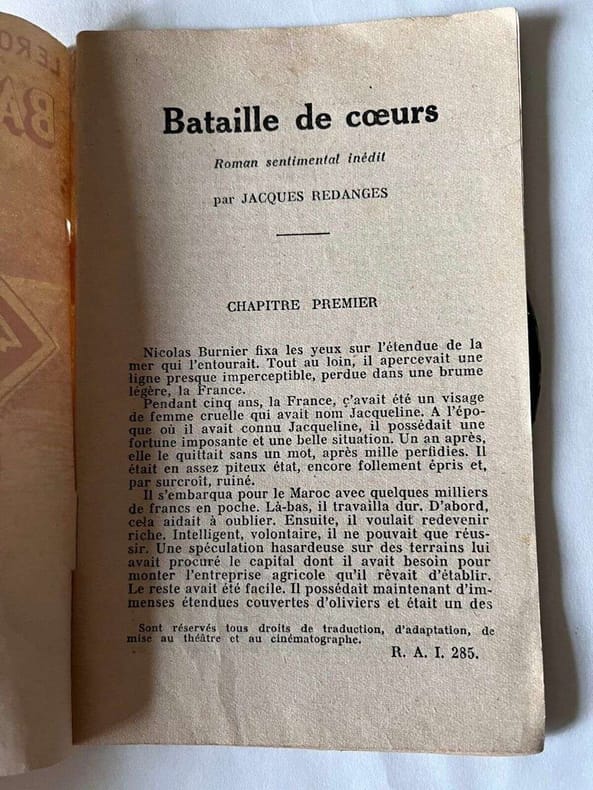 Bataille de cœurs
Roman sentimental inédit
par JACQUES REDANGES
CHAPITRE PREMIER
Nicolas Burnier fixa les yeux sur l'étendue de la
mer qui l'entourait. Tout au loin, il apercevait une
ligne presque imperceptible, perdue dans une brume
légère, la France.
Pendant cinq ans, la France, ç'avait été un visage
de femme cruelle qui avait nom Jacqueline. A l'épo-
que où il avait connu Jacqueline, il possédait une
fortune imposante et une belle situation. Un an après,
elle le quittait sans un mot, après mille perfidies. Il
était en assez piteux état, encore follement épris et,
par surcroît, ruiné.
Il s'embarqua pour le Maroc avec quelques milliers
de francs en poche. Là-bas, il travailla dur. D'abord,
cela aidait à oublier. Ensuite, il voulait redevenir
riche. Intelligent, volontaire, il ne pouvait que réus-
sir. Une spéculation hasardeuse sur des terrains lui
avait procuré le capital dont il avait besoin pour
monter l'entreprise agricole qu'il rêvait d'établir.
Le reste avait été facile. Il possédait maintenant d'im-
menses étendues couvertes d'oliviers et était un des
Sont réservés tous droits de traduction, d'adaptation, de
mise au théâtre et au cinématographe.
R. A. I. 285.